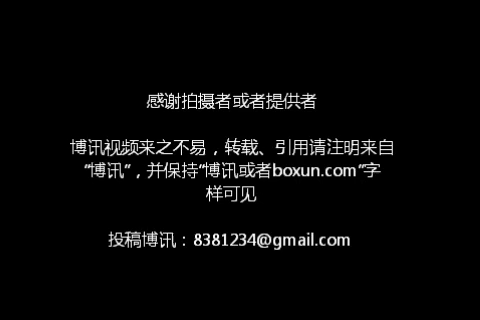 感谢拍摄者或者提供者
博讯视频来之不易，转载、引用请注明来自
“博讯”，并保持”博讯或者boxun.com”字
样可见
投稿博讯：8381234@gmail.com